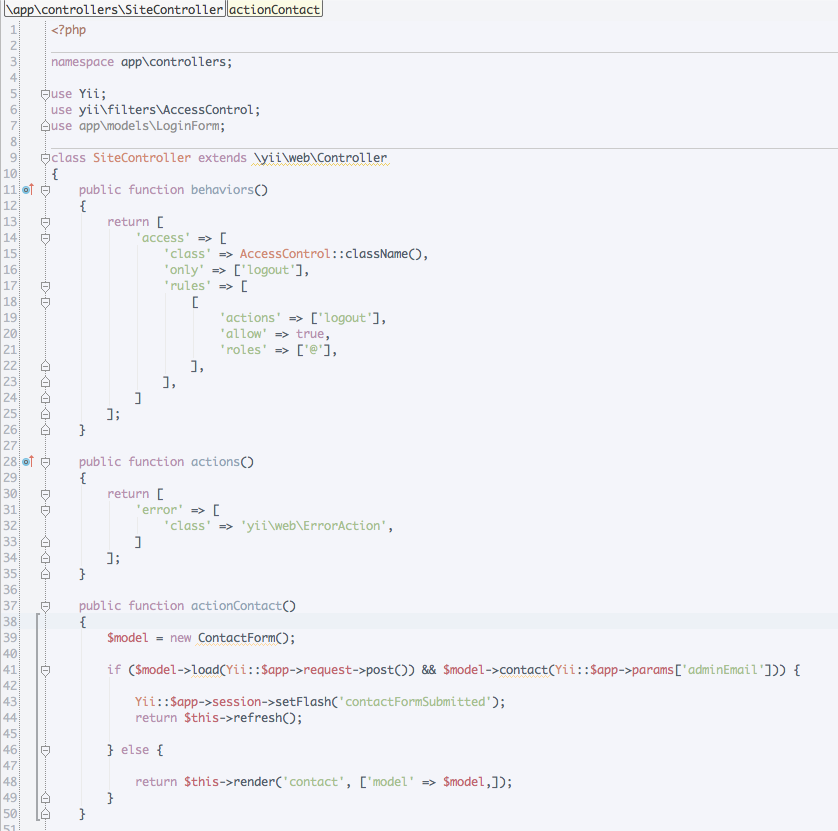 \app\controllers\SiteController actionContact
1 <?php
2
3 namespace app\controllers;
4
5 use Yii;
6 use yii\filters\AccessControl;
7 use app\models\LoginForm;
8
9 class SiteController extends \yii\web\Controller
10 {
11     public function behaviors()
12     {
13         return [
14             'access' => [
15                 'class' => AccessControl::className(),
16                 'only' => ['logout'],
17                 'rules' => [
18                     [
19                         'actions' => ['logout'],
20                         'allow' => true,
21                         'roles' => ['@'],
22                     ],
23                 ],
24             ]
25         ];
26     }
27
28     public function actions()
29     {
30         return [
31             'error' => [
32                 'class' => 'yii\web\ErrorAction',
33             ]
34         ];
35     }
36
37     public function actionContact()
38     {
39         $model = new ContactForm();
40
41         if ($model->load(Yii::$app->request->post()) && $model->contact(Yii::$app->params['adminEmail'])) {
42
43             Yii::$app->session->setFlash('contactFormSubmitted');
44             return $this->refresh();
45
46         } else {
47
48             return $this->render('contact', ['model' => $model,]);
49         }
50     }
51